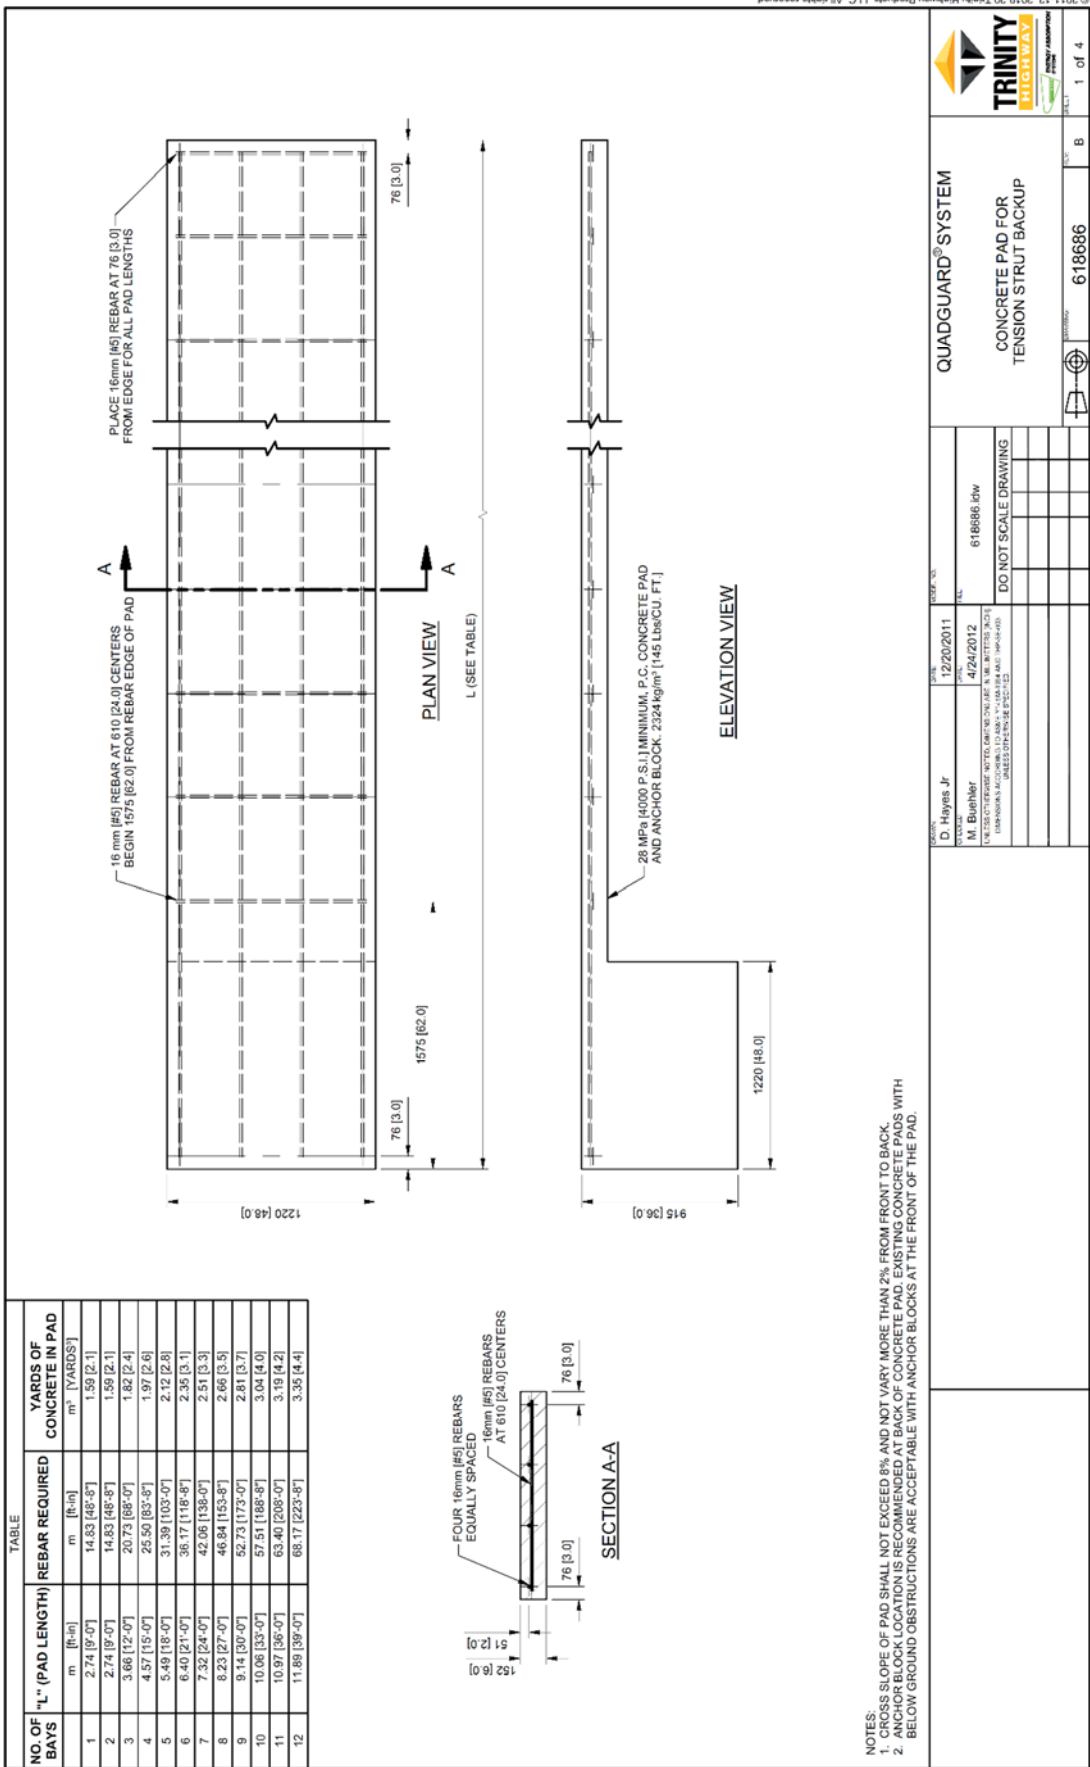 TABLE
NO. OF BAYS "L" (PAD LENGTH) REBAR REQUIRED YARDS OF CONCRETE IN PAD
m [ft-in] m [ft-in] m³ [YARDS³]
1 2.74 [9'-0"] 14.83 [48'-8"] 1.59 [2.1]
2 2.74 [9'-0"] 14.83 [48'-8"] 1.59 [2.1]
3 3.66 [12'-0"] 20.73 [68'-0"] 1.82 [2.4]
4 4.57 [15'-0"] 25.50 [83'-8"] 1.97 [2.6]
5 5.49 [18'-0"] 31.39 [103'-0"] 2.12 [2.8]
6 6.40 [21'-0"] 36.17 [118'-8"] 2.35 [3.1]
7 7.32 [24'-0"] 42.06 [138'-0"] 2.51 [3.3]
8 8.23 [27'-0"] 46.84 [153'-8"] 2.66 [3.5]
9 9.14 [30'-0"] 52.73 [173'-0"] 2.81 [3.7]
10 10.06 [33'-0"] 57.51 [188'-8"] 3.04 [4.0]
11 10.97 [36'-0"] 63.40 [208'-0"] 3.19 [4.2]
12 11.89 [39'-0"] 68.17 [223'-8"] 3.35 [4.4]
16 mm [#5] REBAR AT 610 [24.0] CENTERS
BEGIN 1575 [62.0] FROM REBAR EDGE OF PAD
PLACE 16mm [#5] REBAR AT 76 [3.0]
FROM EDGE FOR ALL PAD LENGTHS
A
A
1220 [48.0]
76 [3.0]
1575 [62.0]
76 [3.0]
PLAN VIEW
L (SEE TABLE)
FOUR 16mm [#5] REBARS
EQUALLY SPACED
16mm [#5] REBARS
AT 610 [24.0] CENTERS
51 [2.0]
152 [6.0]
76 [3.0]
76 [3.0]
SECTION A-A
915 [36.0]
1220 [48.0]
28 MPa [4000 P.S.I.] MINIMUM, P.C. CONCRETE PAD
AND ANCHOR BLOCK. 2324 kg/m³ [145 Lbs/CU. FT.]
ELEVATION VIEW
NOTES:
1. CROSS SLOPE OF PAD SHALL NOT EXCEED 8% AND NOT VARY MORE THAN 2% FROM FRONT TO BACK.
2. ANCHOR BLOCK LOCATION IS RECOMMENDED AT BACK OF CONCRETE PAD. EXISTING CONCRETE PADS WITH
BELOW GROUND OBSTRUCTIONS ARE ACCEPTABLE WITH ANCHOR BLOCKS AT THE FRONT OF THE PAD.
D. Hayes Jr
12/20/2011
M. Buehler
4/24/2012
618686.idw
DO NOT SCALE DRAWING
QUADGUARD® SYSTEM
CONCRETE PAD FOR
TENSION STRUT BACKUP
618686
B
1 of 4
TRINITY
HIGHWAY